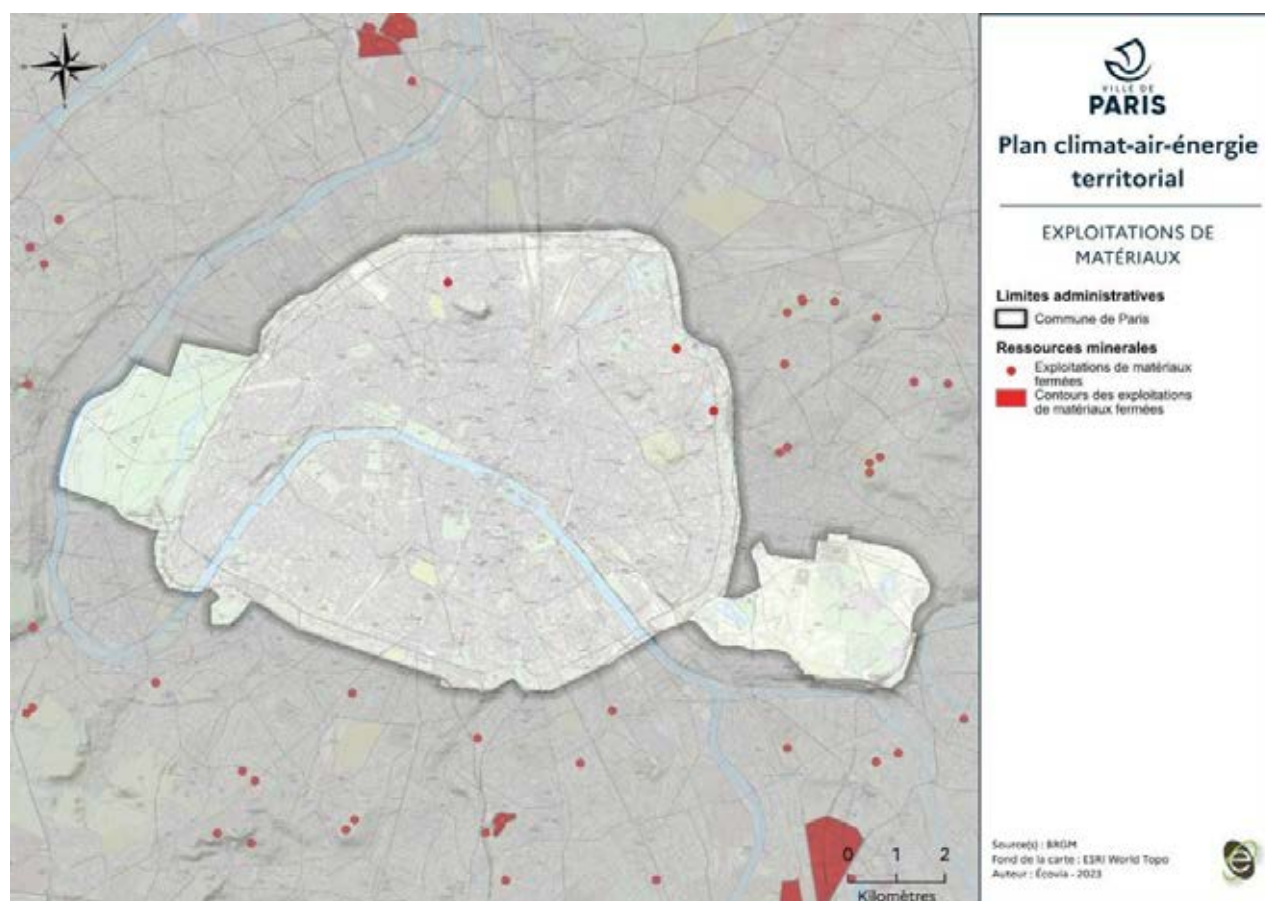 VILLE DE
PARIS
Plan climat-air-énergie
territorial
EXPLOITATIONS DE
MATÉRIAUX
Limites administratives
Commune de Paris
Ressources minerales
Exploitations de matériaux
fermées
Contours des exploitations
de matériaux fermées
0 1 2
Kilomètres
Source(s) : BRGM
Fond de la carte : ESRI World Topo
Auteur : Écovia - 2023